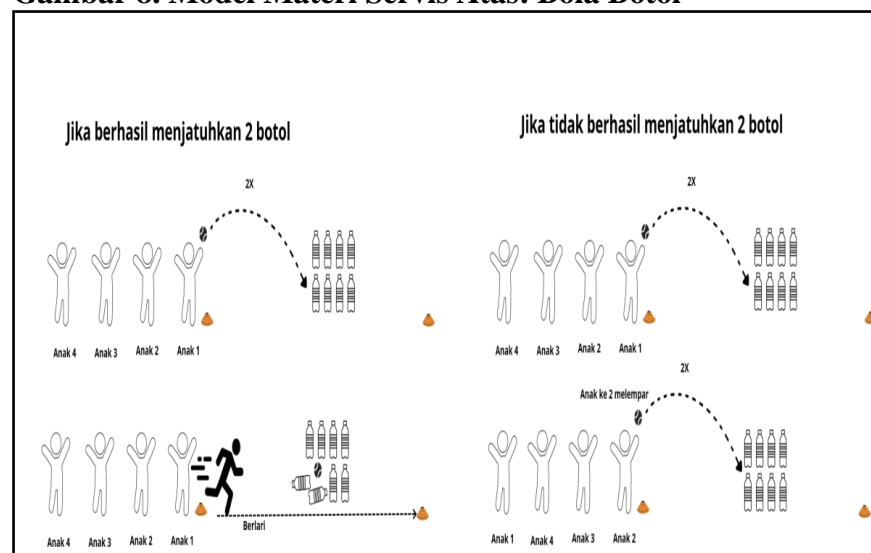 Gambar 8. Model Materi Servis Atas: Bola Botol
Jika berhasil menjatuhkan 2 botol
2X
Anak 4 Anak 3 Anak 2 Anak 1
Berlari
Anak 4 Anak 3 Anak 2 Anak 1
Jika tidak berhasil menjatuhkan 2 botol
2X
Anak 4 Anak 3 Anak 2 Anak 1
2X
Anak ke 2 melempar
Anak 1 Anak 4 Anak 3 Anak 2